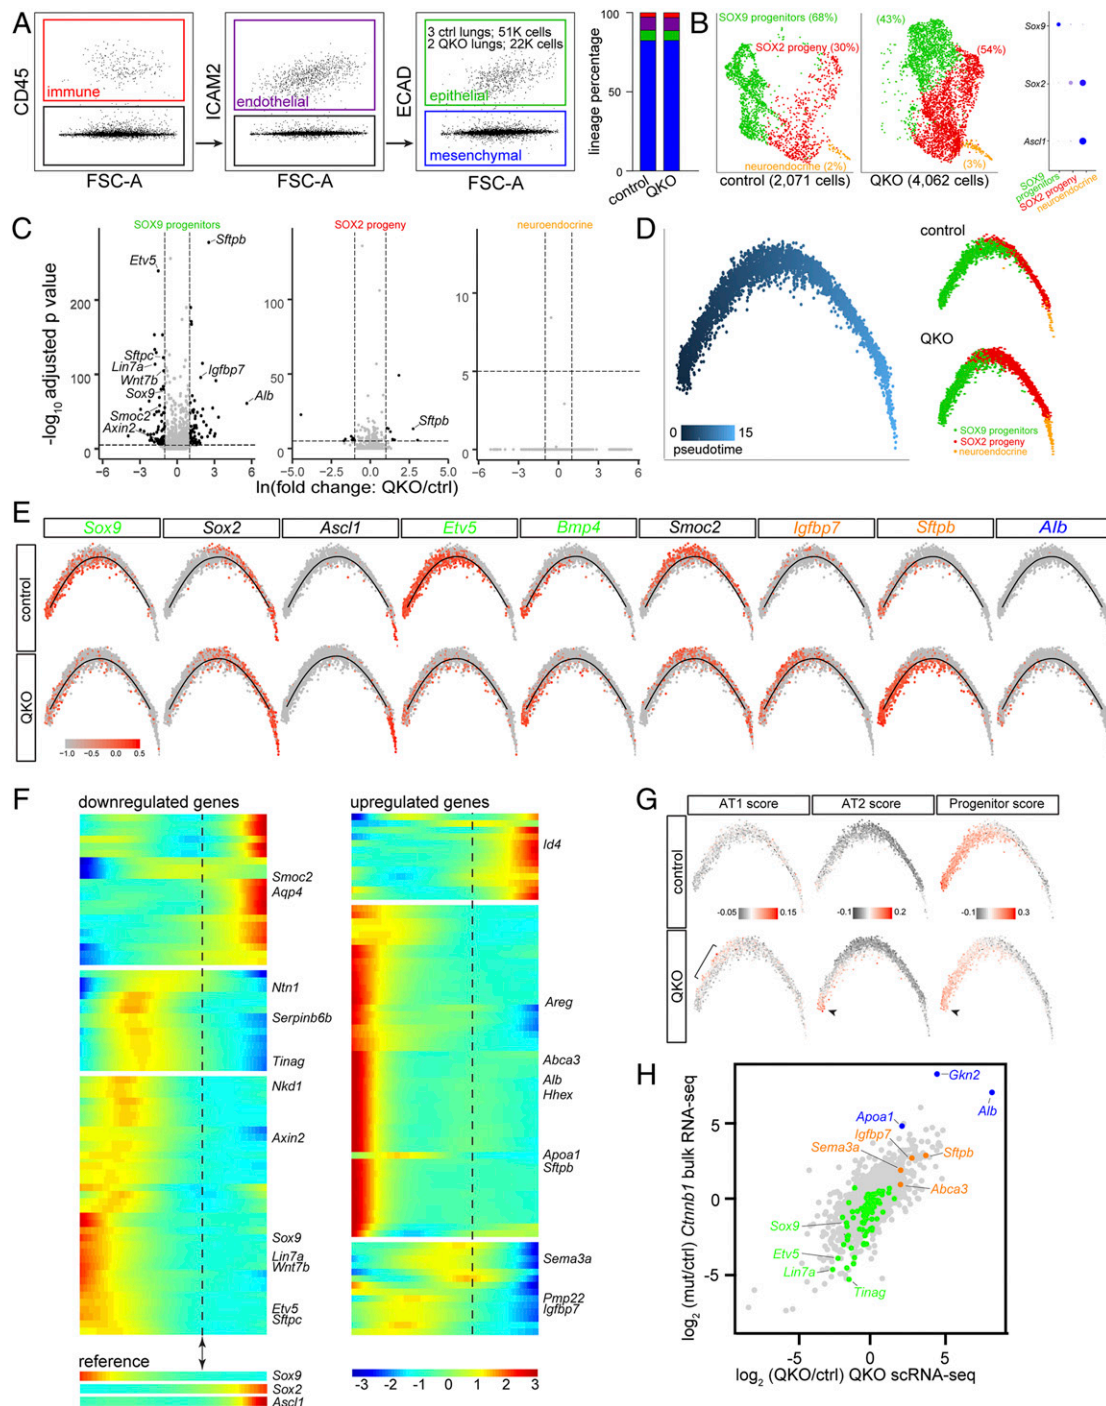 A
CD45
immune
FSC-A
ICAM2
endothelial
FSC-A
ECAD
3 ctrl lungs; 51K cells
2 QKO lungs; 22K cells
epithelial
mesenchymal
FSC-A
lineage percentage
100
50
0
control
QKO
B
SOX9 progenitors (68%)
SOX2 progeny (30%)
neuroendocrine (2%)
control (2,071 cells)
(43%)
(54%)
(3%)
QKO (4,062 cells)
Sox9
Sox2
Ascl1
SOX9 progenitors
SOX2 progeny
neuroendocrine
C
-log10 adjusted p value
SOX9 progenitors
200
100
0
Sftpb
Etv5
Sftpc
Lin7a
Wnt7b
Sox9
Smoc2
Axin2
Igfbp7
Alb
-6 -3 0 3 6
SOX2 progeny
150
100
50
0
Sftpb
-4.5 0 2.5 5.0
neuroendocrine
10
5
0
-6 -3 0 3 6
ln(fold change: QKO/ctrl)
D
0 15
pseudotime
control
QKO
SOX9 progenitors
SOX2 progeny
neuroendocrine
E
Sox9 Sox2 Ascl1 Etv5 Bmp4 Smoc2 Igfbp7 Sftpb Alb
control
QKO
-1.0 -0.5 0.0 0.5
F
downregulated genes
Smoc2
Aqp4
Ntn1
Serpinb6b
Tinag
Nkd1
Axin2
Sox9
Lin7a
Wnt7b
Etv5
Sftpc
reference
Sox9
Sox2
Ascl1
upregulated genes
Id4
Areg
Abca3
Alb
Hhex
Apoa1
Sftpb
Sema3a
Pmp22
Igfbp7
-3 -2 -1 0 1 2 3
G
AT1 score AT2 score Progenitor score
control
-0.05 0.15
-0.1 0.2
-0.1 0.3
QKO
H
log2 (mut/ctrl) Ctnnb1 bulk RNA-seq
5
0
-5
Gkn2
Alb
Apoa1
Igfbp7
Sema3a
Sftpb
Abca3
Sox9
Etv5
Lin7a
Tinag
-5 0 5
log2 (QKO/ctrl) QKO scRNA-seq